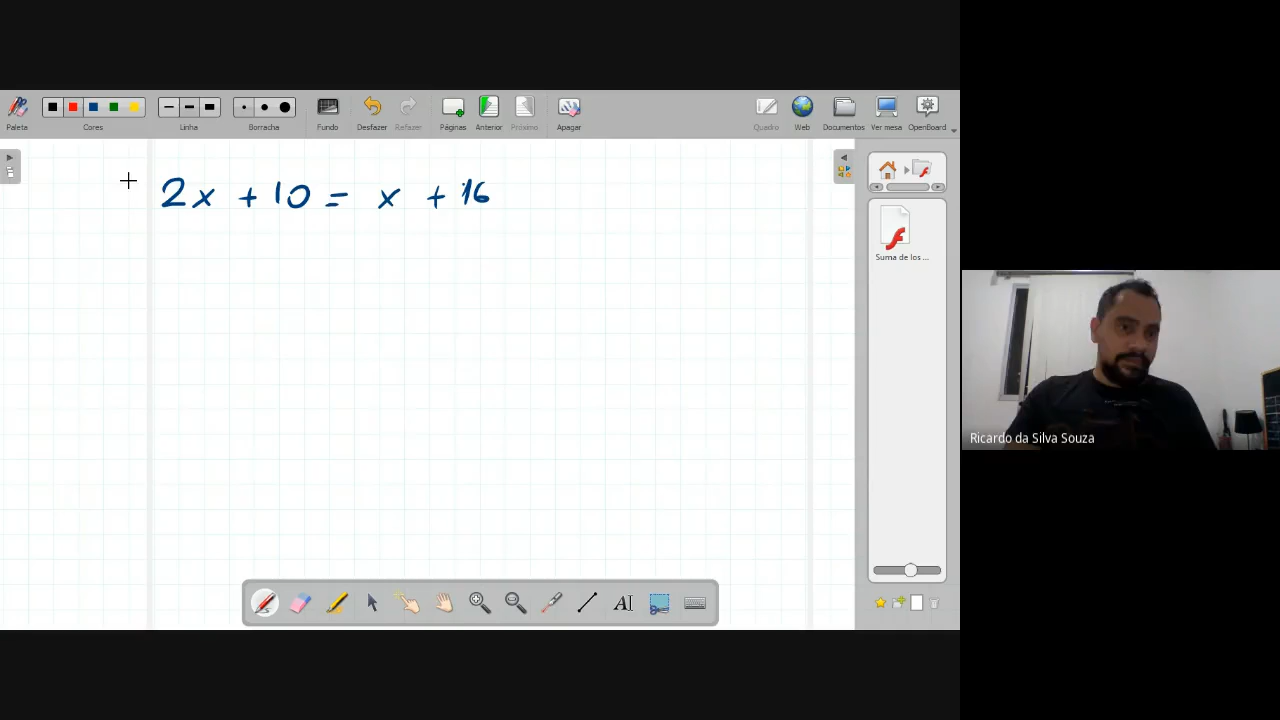 Paleta Cores Linha Borracha Fundo Desfazer Refazer Páginas Anterior Próximo Apagar Quadro Web Documentos Ver mesa OpenBoard
2x + 10 = x + 16
Suma de los ...
Ricardo da Silva Souza
AI